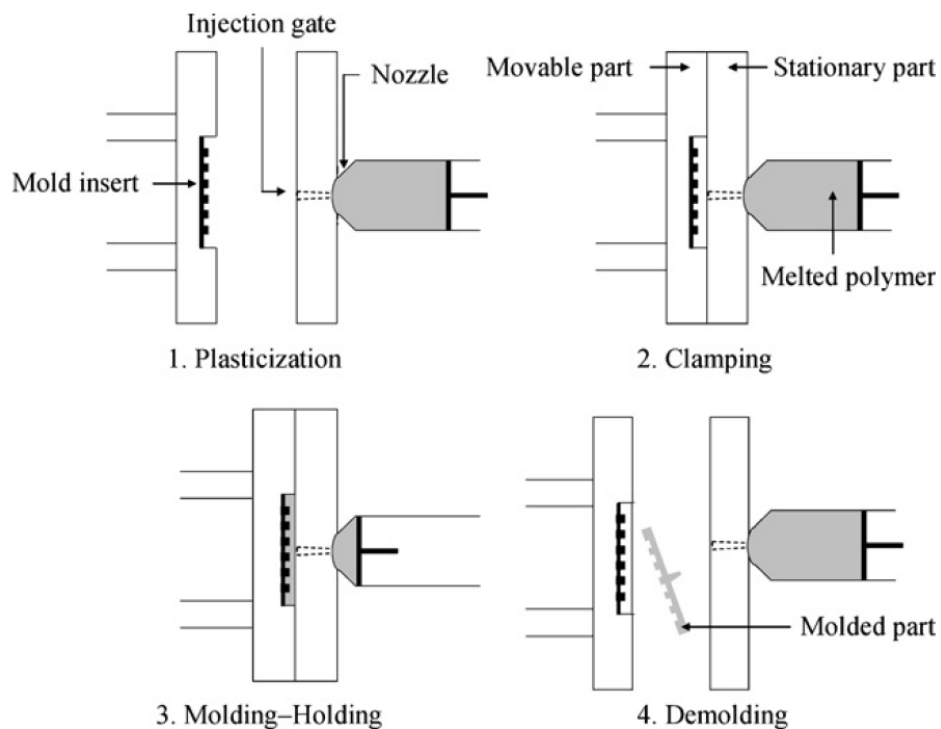 Injection gate
Nozzle
Mold insert
1. Plasticization
Movable part
Stationary part
Melted polymer
2. Clamping
3. Molding–Holding
Molded part
4. Demolding